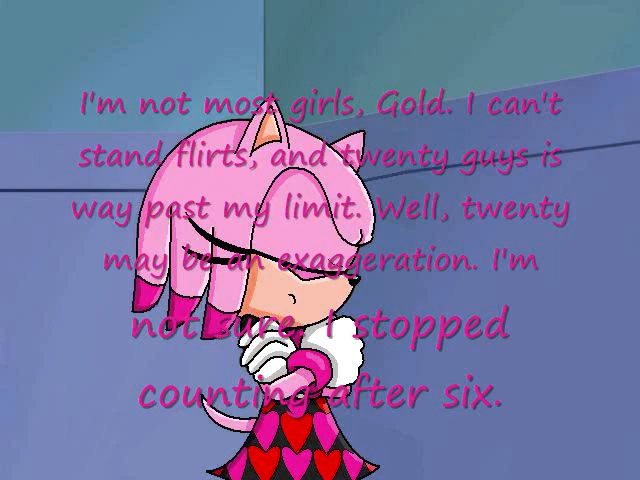 I'm not most girls, Gold. I can't
stand flirts, and twenty guys is
way past my limit. Well, twenty
may be an exaggeration. I'm
not sure. I stopped
counting after six.